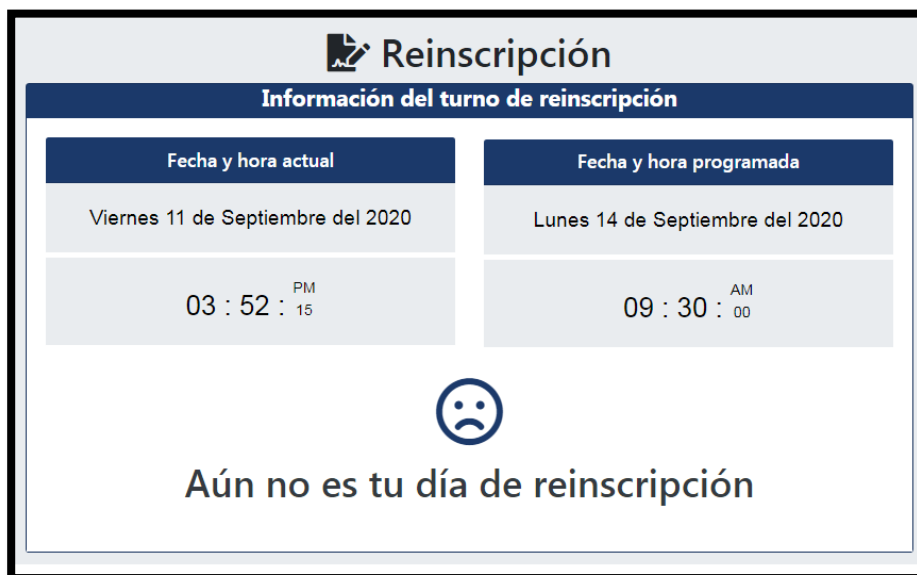 Reinscripción
Información del turno de reinscripción
Fecha y hora actual
Viernes 11 de Septiembre del 2020
03 : 52 : 15 PM
Fecha y hora programada
Lunes 14 de Septiembre del 2020
09 : 30 : 00 AM
Aún no es tu día de reinscripción